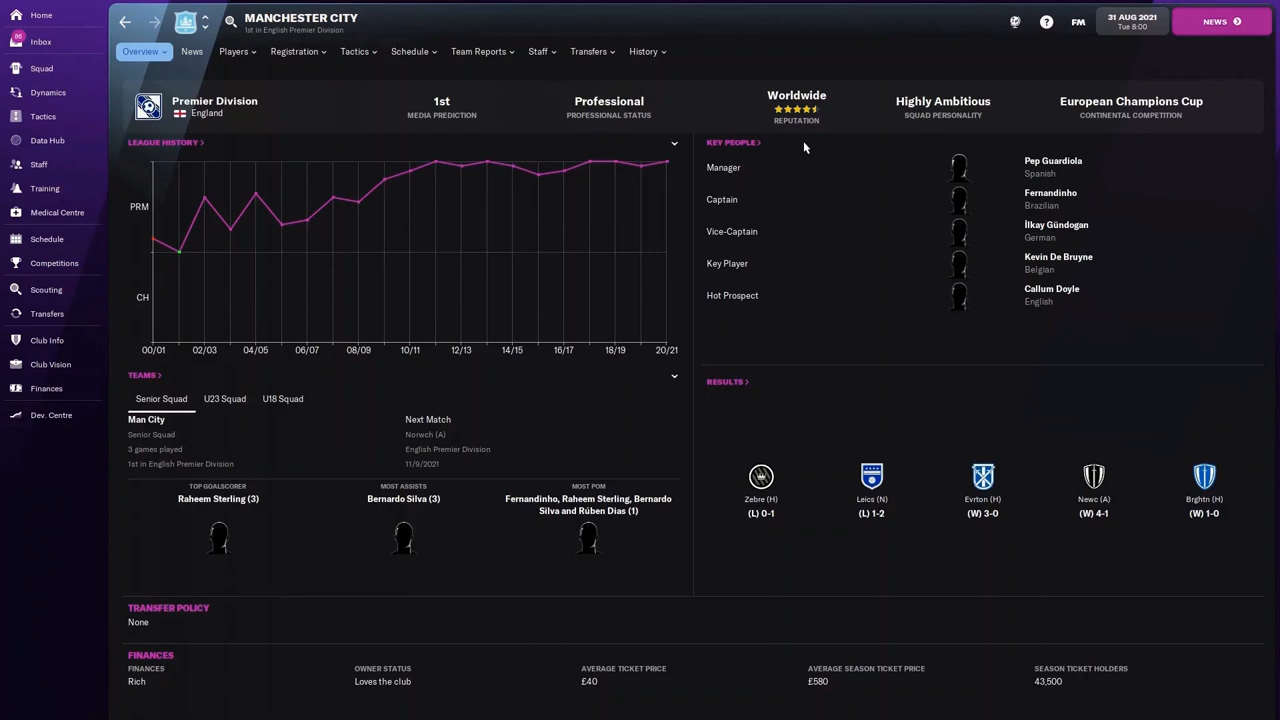 Home
86
Inbox
Squad
Dynamics
Tactics
Data Hub
Staff
Training
Medical Centre
Schedule
Competitions
Scouting
Transfers
Club Info
Club Vision
Finances
Dev. Centre
MANCHESTER CITY
1st in English Premier Division
FM
31 AUG 2021
Tue 8:00
NEWS
Overview
News
Players
Registration
Tactics
Schedule
Team Reports
Staff
Transfers
History
Premier Division
England
1st
MEDIA PREDICTION
Professional
PROFESSIONAL STATUS
Worldwide
REPUTATION
Highly Ambitious
SQUAD PERSONALITY
European Champions Cup
CONTINENTAL COMPETITION
LEAGUE HISTORY >
PRM
CH
00/01 02/03 04/05 06/07 08/09 10/11 12/13 14/15 16/17 18/19 20/21
KEY PEOPLE >
Manager
Pep Guardiola
Spanish
Captain
Fernandinho
Brazilian
Vice-Captain
İlkay Gündogan
German
Key Player
Kevin De Bruyne
Belgian
Hot Prospect
Callum Doyle
English
TEAMS >
Senior Squad
U23 Squad
U18 Squad
Man City
Senior Squad
3 games played
1st in English Premier Division
Next Match
Norwch (A)
English Premier Division
11/9/2021
TOP GOALSCORER
Raheem Sterling (3)
MOST ASSISTS
Bernardo Silva (3)
MOST POM
Fernandinho, Raheem Sterling, Bernardo
Silva and Rúben Dias (1)
RESULTS >
Zebre (H)
(L) 0-1
Leics (N)
(L) 1-2
Evrton (H)
(W) 3-0
Newc (A)
(W) 4-1
Brghtn (H)
(W) 1-0
TRANSFER POLICY
None
FINANCES
FINANCES
Rich
OWNER STATUS
Loves the club
AVERAGE TICKET PRICE
£40
AVERAGE SEASON TICKET PRICE
£580
SEASON TICKET HOLDERS
43,500